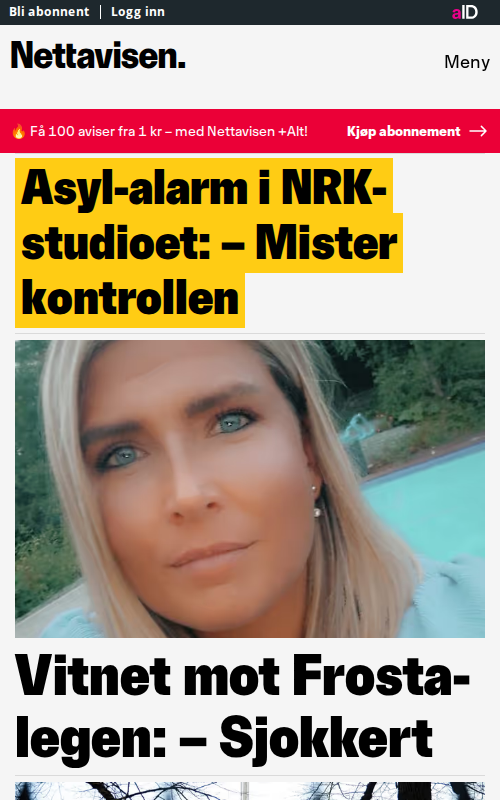 Bli abonnent | Logg inn
aID
Nettavisen.
Meny
🔥 Få 100 aviser fra 1 kr – med Nettavisen +Alt!
Kjøp abonnement →
Asyl-alarm i NRK-
studioet: – Mister
kontrollen
Vitnet mot Frosta-
legen: – Sjokkert